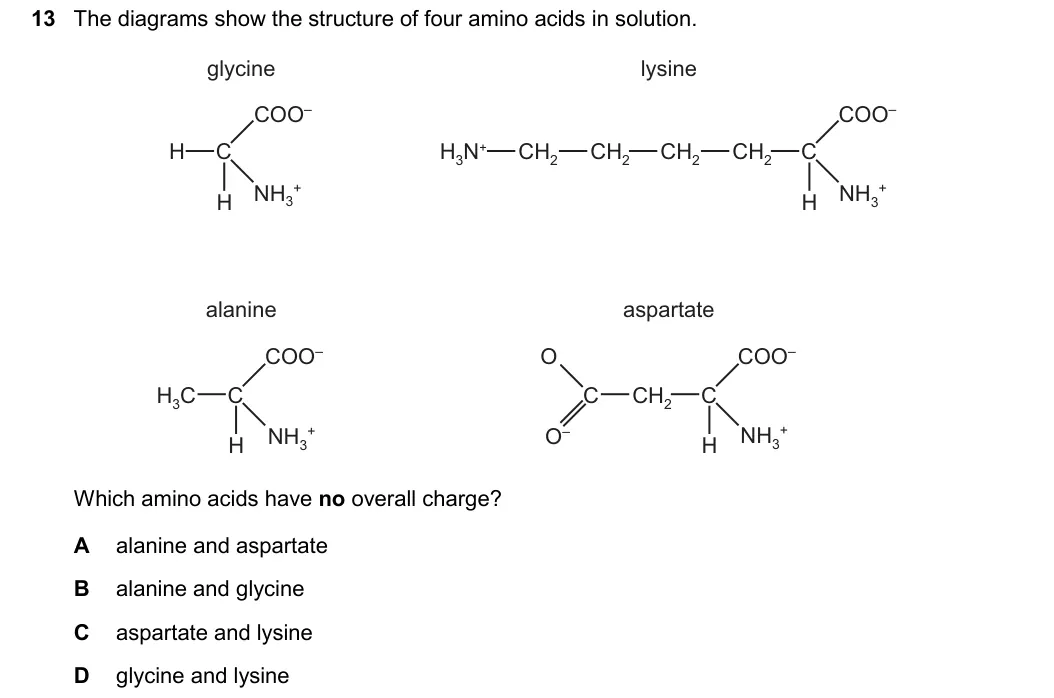 13 The diagrams show the structure of four amino acids in solution.
glycine
COO⁻
H—C
H
NH₃⁺
lysine
COO⁻
H₃N⁺—CH₂—CH₂—CH₂—CH₂—C
H
NH₃⁺
alanine
COO⁻
H₃C—C
H
NH₃⁺
aspartate
O
COO⁻
C—CH₂—C
O⁻
H
NH₃⁺
Which amino acids have no overall charge?
A alanine and aspartate
B alanine and glycine
C aspartate and lysine
D glycine and lysine